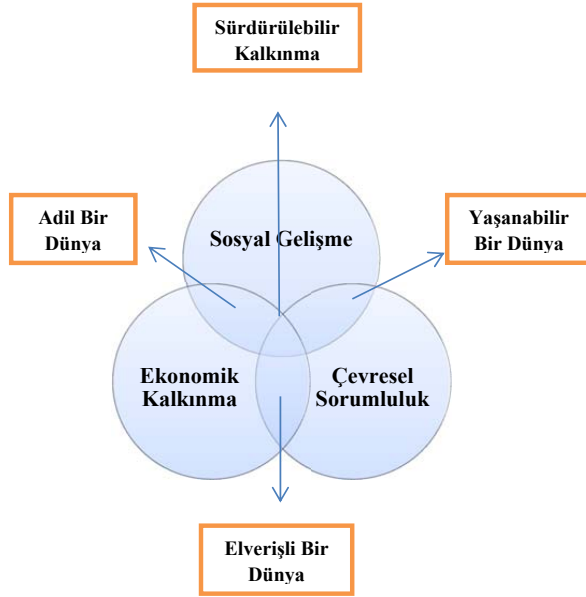 Sürdürülebilir
Kalkınma
Adil Bir
Dünya
Yaşanabilir
Bir Dünya
Sosyal Gelişme
Ekonomik
Kalkınma
Çevresel
Sorumluluk
Elverişli Bir
Dünya